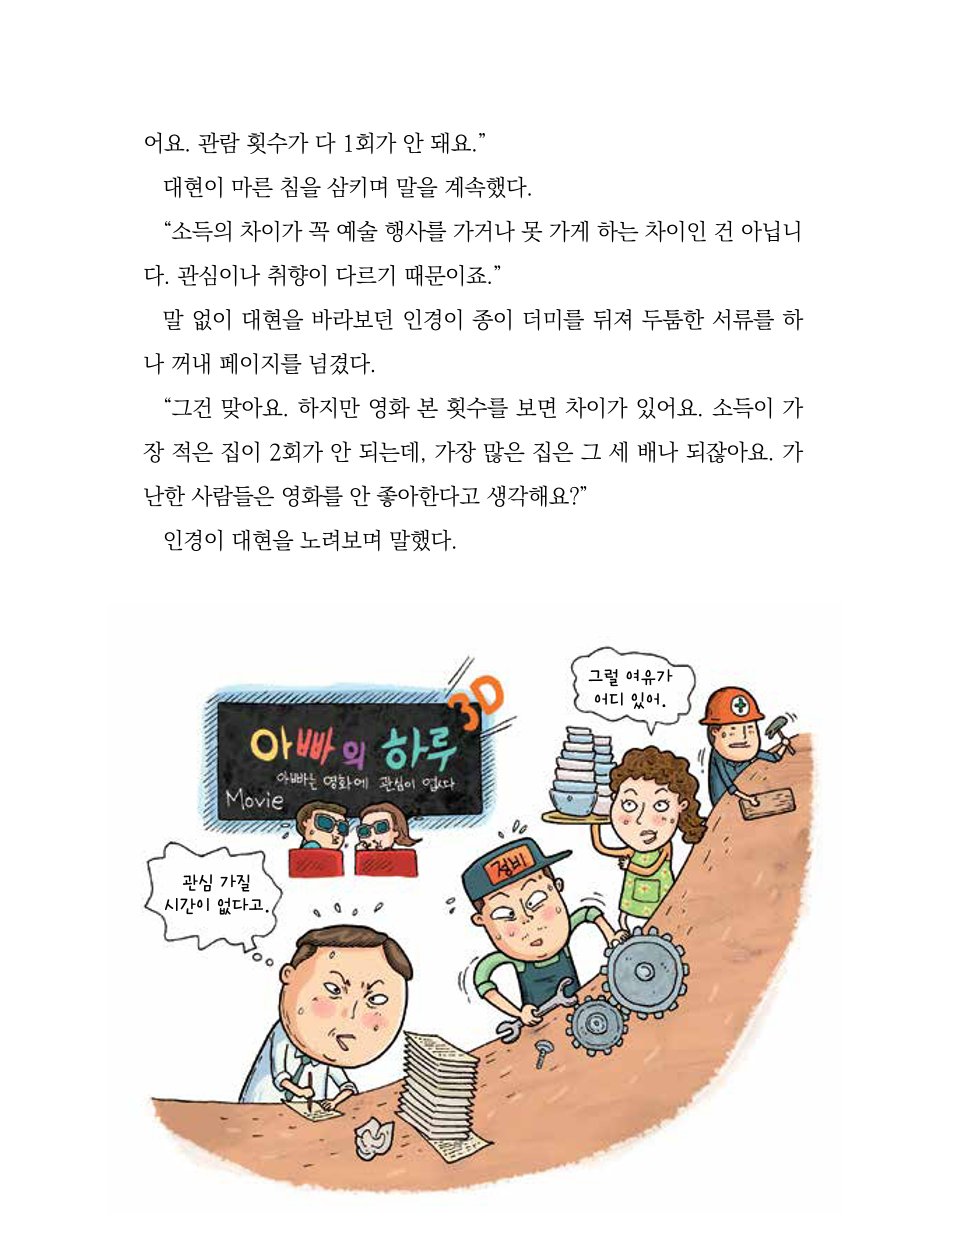 어요. 관람 횟수가 다 1회가 안 돼요.”
대현이 마른 침을 삼키며 말을 계속했다.
“소득의 차이가 꼭 예술 행사를 가거나 못 가게 하는 차이인 건 아닙니
다. 관심이나 취향이 다르기 때문이죠.”
말 없이 대현을 바라보던 인경이 종이 더미를 뒤져 두툼한 서류를 하
나 꺼내 페이지를 넘겼다.
“그건 맞아요. 하지만 영화 본 횟수를 보면 차이가 있어요. 소득이 가
장 적은 집이 2회가 안 되는데, 가장 많은 집은 그 세 배나 되잖아요. 가
난한 사람들은 영화를 안 좋아한다고 생각해요?”
인경이 대현을 노려보며 말했다.
그럴 여유가
어디 있어.
3D
아빠의 하루
아빠는 영화에 관심이 없다
Movie
정비
관심 가질
시간이 없다고.